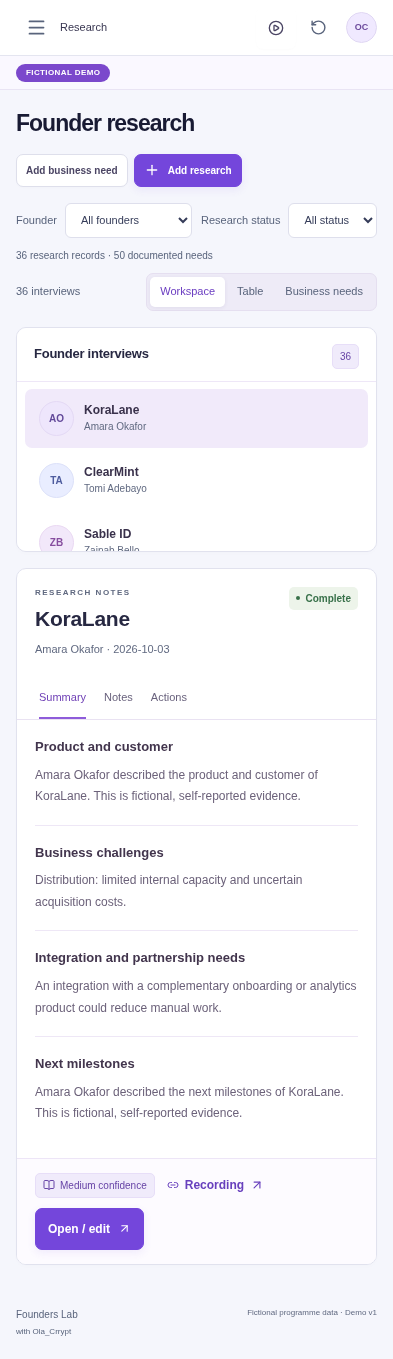 Research
OC
FICTIONAL DEMO
Founder research
Add business need
Add research
Founder
All founders
Research status
All status
36 research records · 50 documented needs
36 interviews
Workspace
Table
Business needs
Founder interviews
36
AO
KoraLane
Amara Okafor
TA
ClearMint
Tomi Adebayo
ZB
Sable ID
Zainab Bello
RESEARCH NOTES
Complete
KoraLane
Amara Okafor · 2026-10-03
Summary
Notes
Actions
Product and customer
Amara Okafor described the product and customer of
KoraLane. This is fictional, self-reported evidence.
Business challenges
Distribution: limited internal capacity and uncertain
acquisition costs.
Integration and partnership needs
An integration with a complementary onboarding or analytics
product could reduce manual work.
Next milestones
Amara Okafor described the next milestones of KoraLane.
This is fictional, self-reported evidence.
Medium confidence
Recording
Open / edit
Founders Lab
with Ola_Crrypt
Fictional programme data · Demo v1